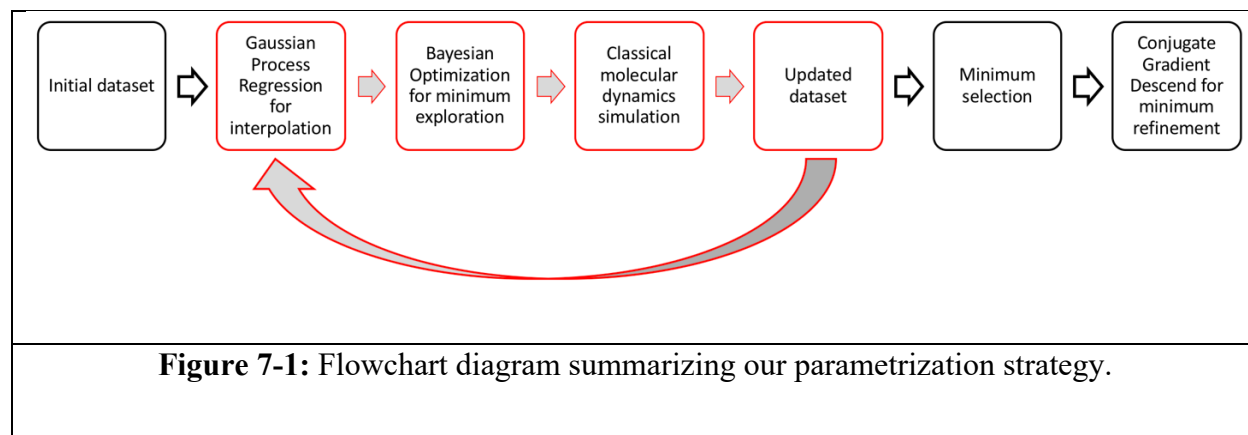 Initial dataset
Gaussian
Process
Regression
for
interpolation
Bayesian
Optimization
for minimum
exploration
Classical
molecular
dynamics
simulation
Updated
dataset
Minimum
selection
Conjugate
Gradient
Descend for
minimum
refinement
Figure 7-1: Flowchart diagram summarizing our parametrization strategy.